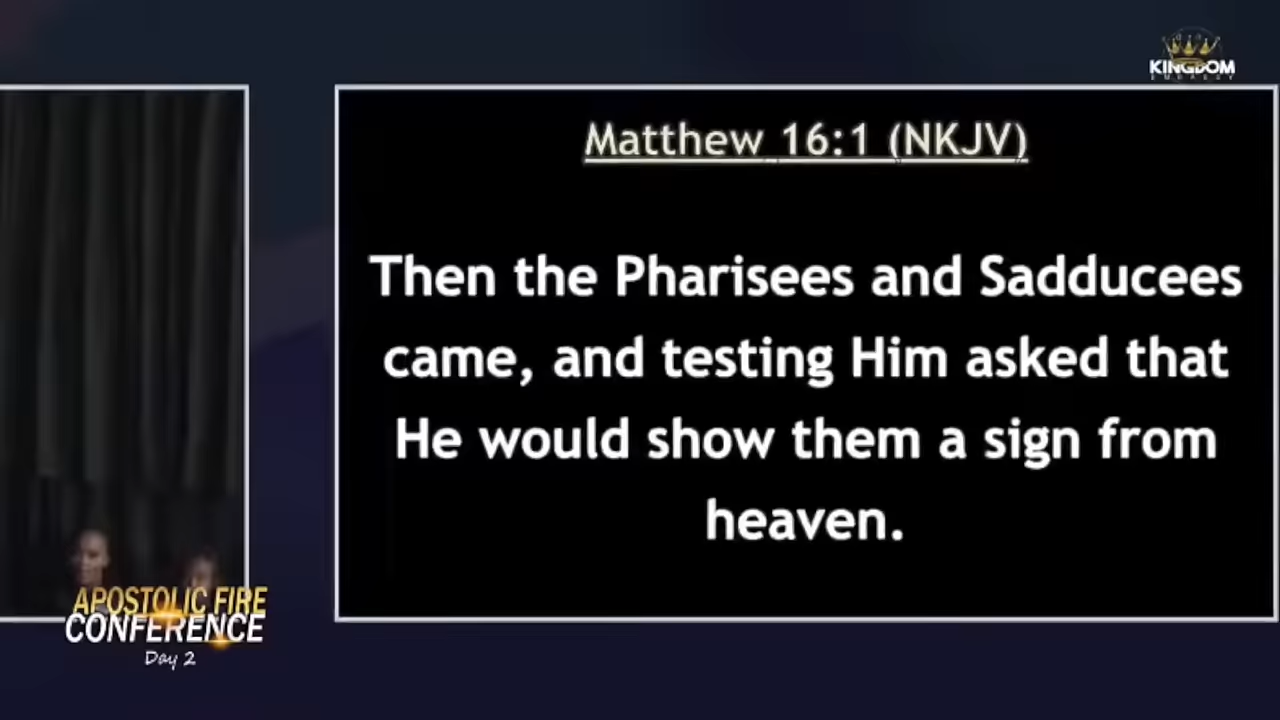 KINGDOM
EMBASSY
Matthew 16:1 (NKJV)
Then the Pharisees and Sadducees
came, and testing Him asked that
He would show them a sign from
heaven.
APOSTOLIC FIRE
CONFERENCE
Day 2